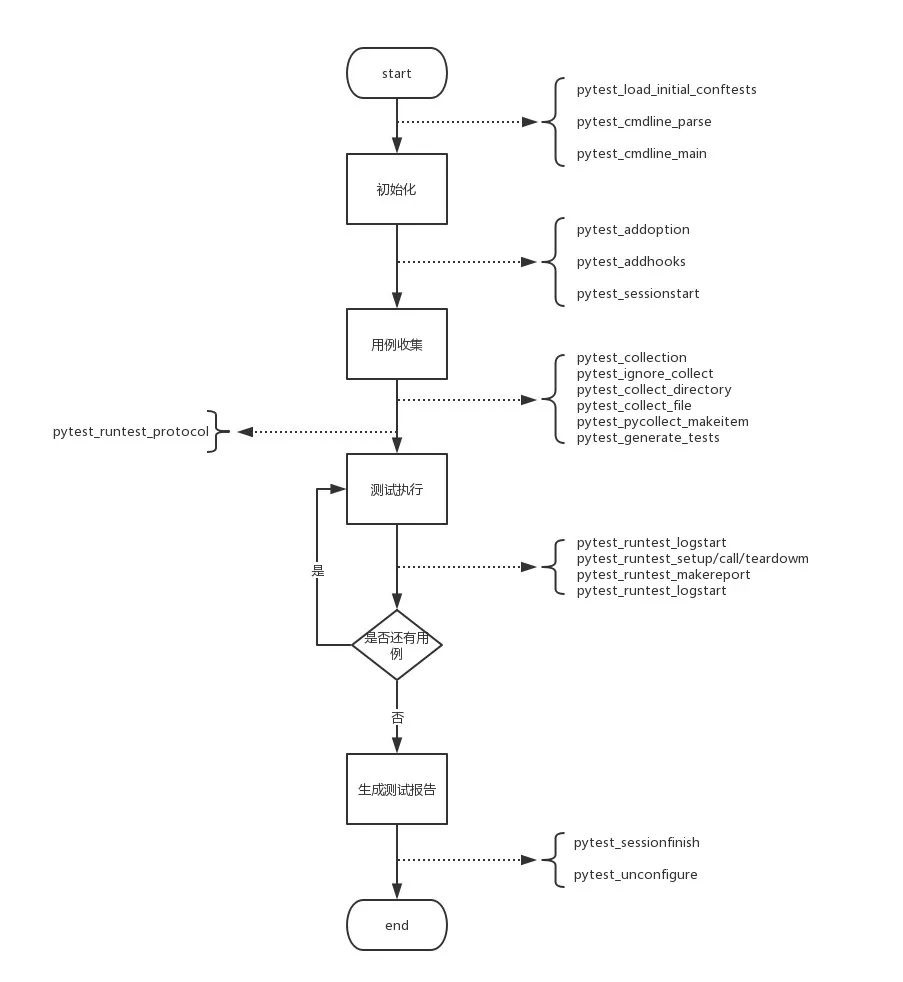 start
pytest_load_initial_conftests
pytest_cmdline_parse
pytest_cmdline_main
初始化
pytest_addoption
pytest_addhooks
pytest_sessionstart
用例收集
pytest_collection
pytest_ignore_collect
pytest_collect_directory
pytest_collect_file
pytest_pycollect_makeitem
pytest_generate_tests
pytest_runtest_protocol
测试执行
pytest_runtest_logstart
pytest_runtest_setup/call/teardowm
pytest_runtest_makereport
pytest_runtest_logstart
是
是否还有用
例
否
生成测试报告
pytest_sessionfinish
pytest_unconfigure
end